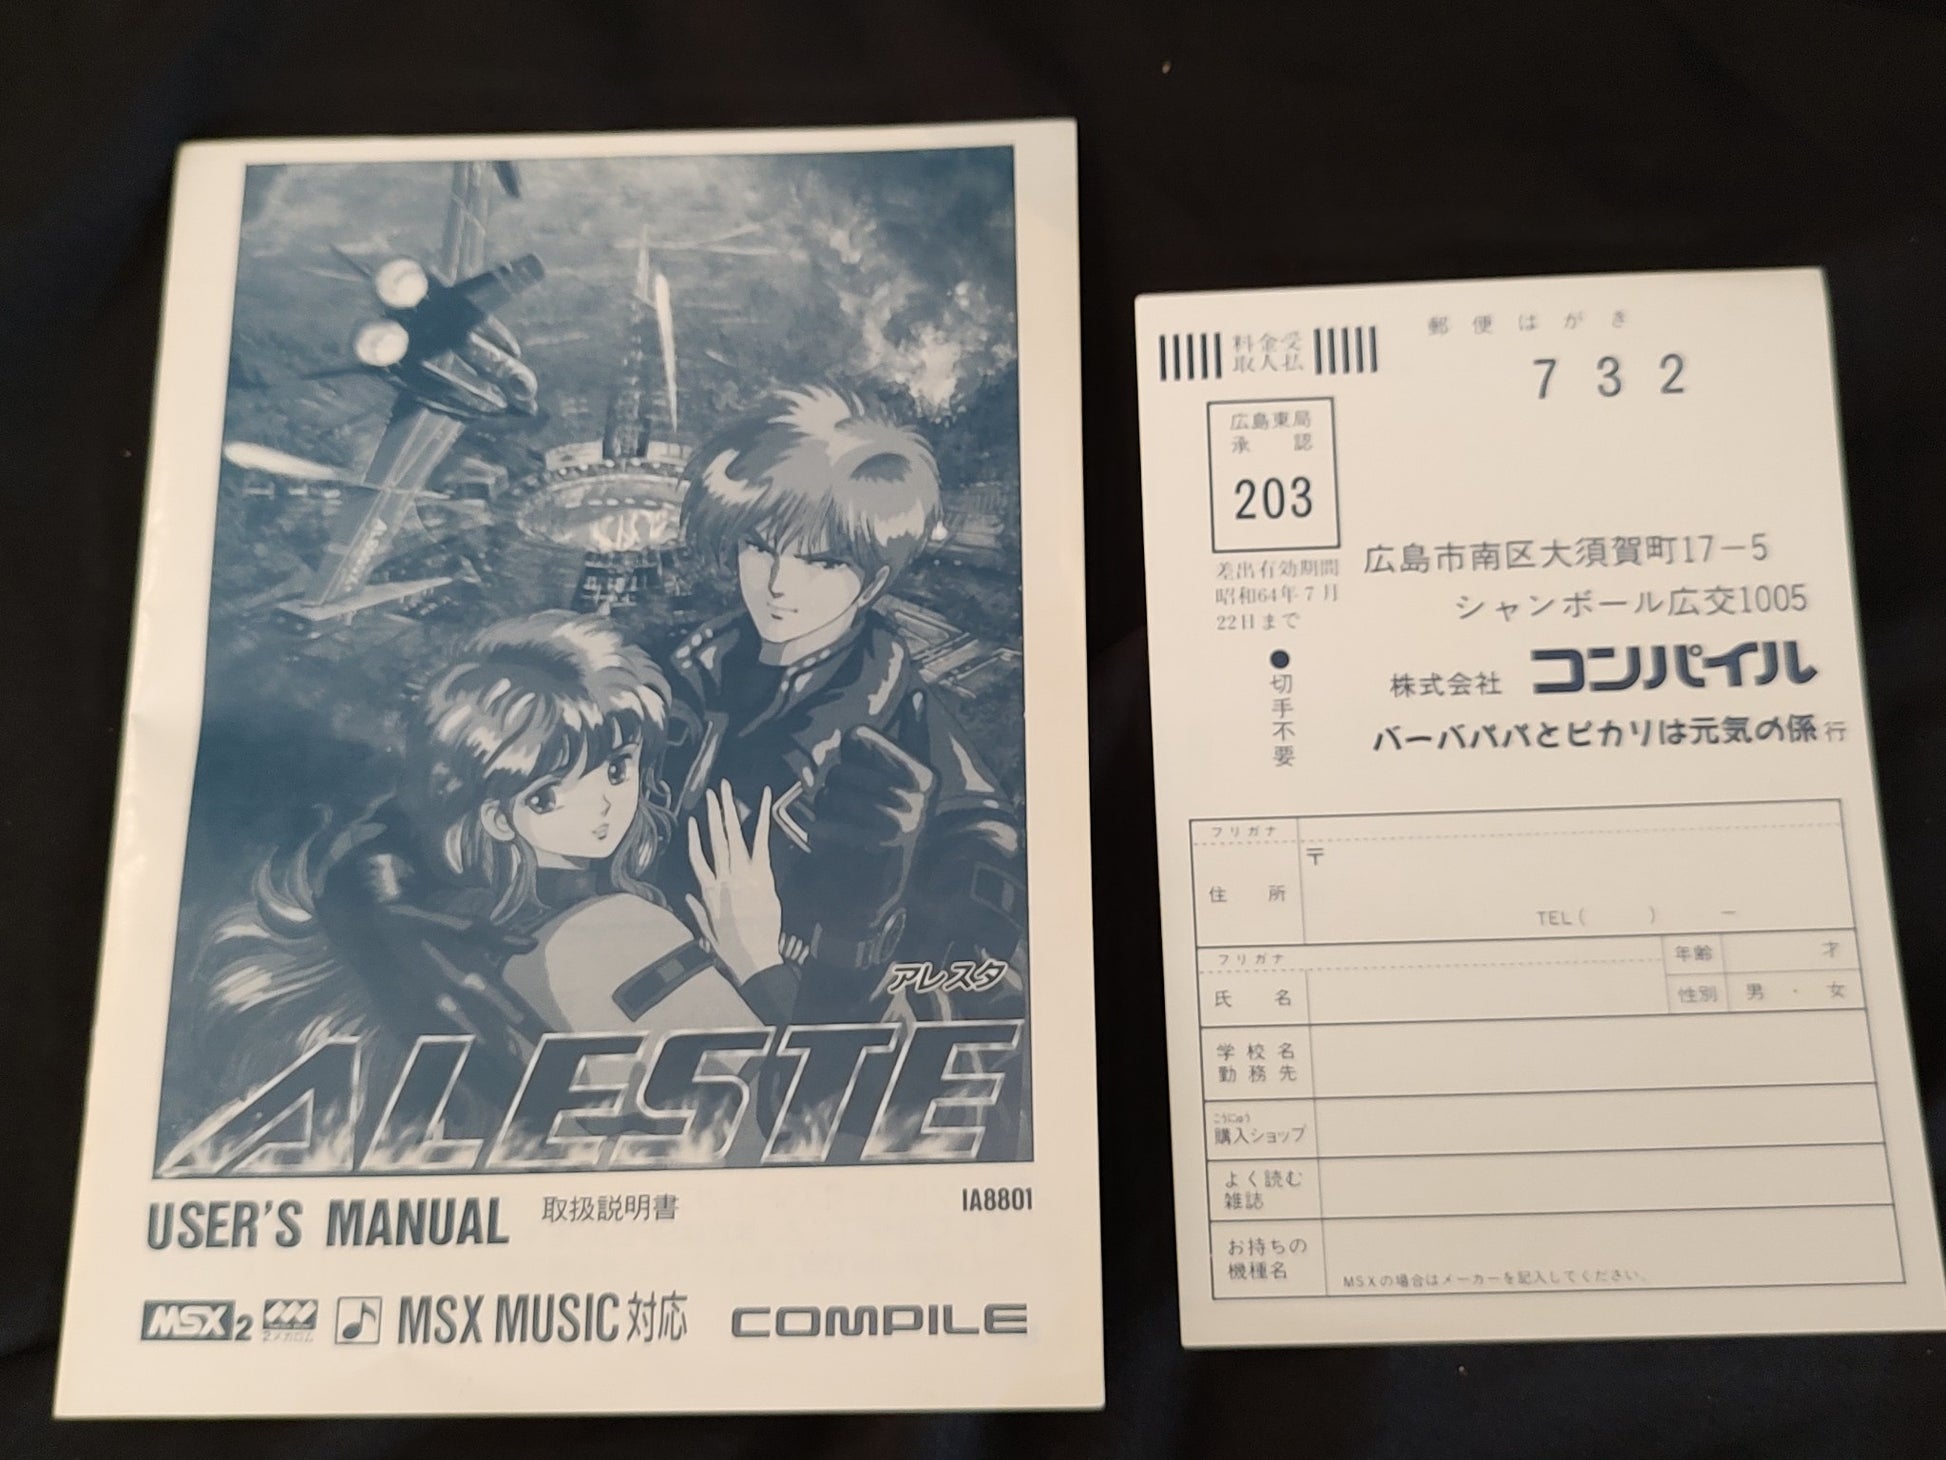 アレスタ
ALESTE
USER'S MANUAL 取扱説明書 IA8801
MSX2 2メガロム MSX MUSIC対応 COMPILE
郵便はがき
料金受
取人払
732
広島東局
承認
203
差出有効期間
昭和64年7月
22日まで
●切手不要
広島市南区大須賀町17-5
シャンボール広交1005
株式会社 コンパイル
バーバパパとピカリは元気の係 行
フリガナ
〒
住所
TEL( ) -
フリガナ
氏名
年齢 才
性別 男・女
学校名
勤務先
こうにゅう
購入ショップ
よく読む
雑誌
お持ちの
機種名
MSXの場合はメーカーを記入してください。